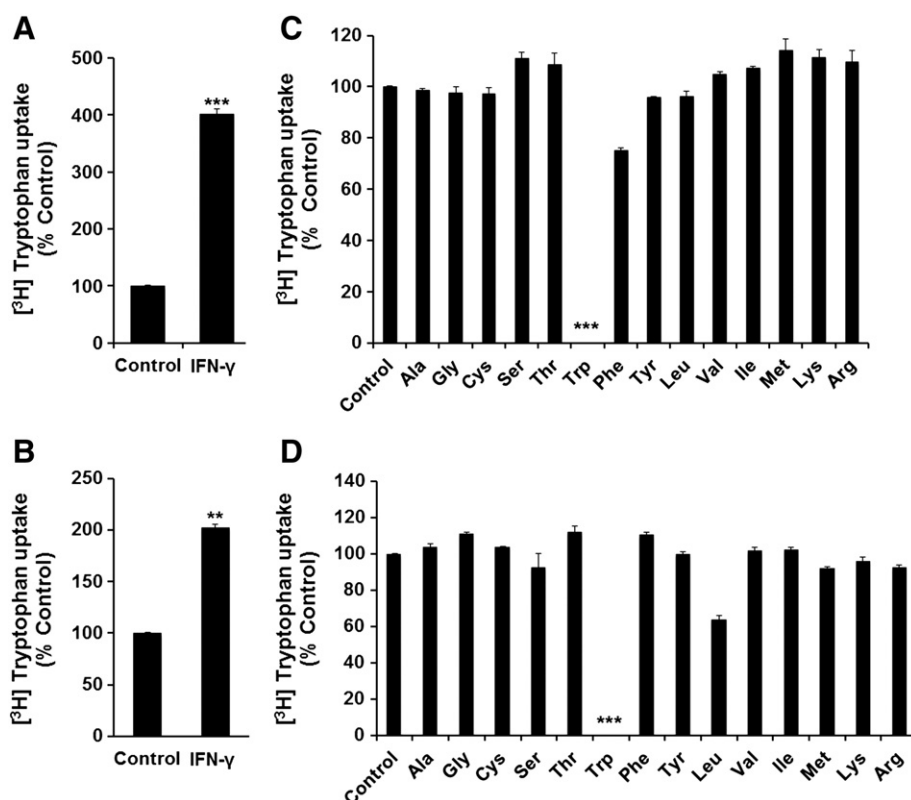 A
[³H] Tryptophan uptake
(% Control)
500
400
300
200
100
0
***
Control IFN-γ
C
[³H] Tryptophan uptake
(% Control)
120
100
80
60
40
20
0
***
Control Ala Gly Cys Ser Thr Trp Phe Tyr Leu Val Ile Met Lys Arg
B
[³H] Tryptophan uptake
(% Control)
250
200
150
100
50
0
**
Control IFN-γ
D
[³H] Tryptophan uptake
(% Control)
140
120
100
80
60
40
20
0
***
Control Ala Gly Cys Ser Thr Trp Phe Tyr Leu Val Ile Met Lys Arg